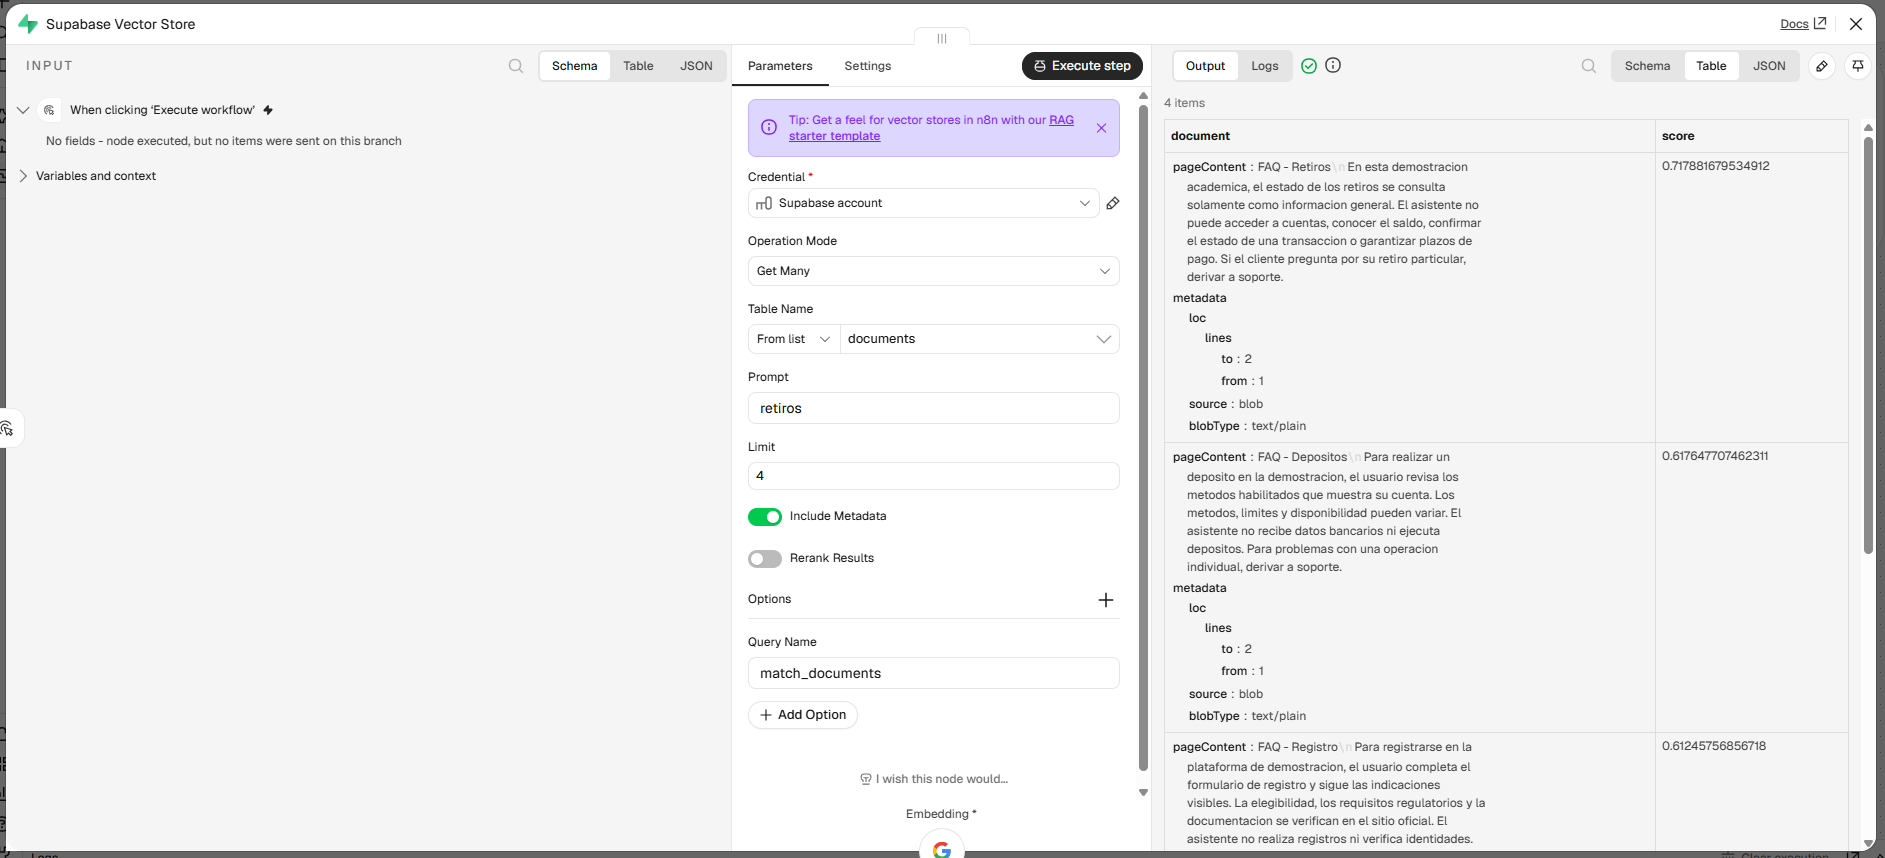 Supabase Vector Store
Docs
INPUT
Schema
Table
JSON
When clicking ‘Execute workflow’
No fields - node executed, but no items were sent on this branch
Variables and context
Parameters
Settings
Execute step
Tip: Get a feel for vector stores in n8n with our RAG
starter template
Credential *
Supabase account
Operation Mode
Get Many
Table Name
From list
documents
Prompt
retiros
Limit
4
Include Metadata
Rerank Results
Options
Query Name
match_documents
Add Option
I wish this node would...
Embedding *
Output
Logs
Schema
Table
JSON
4 items
document
score
pageContent : FAQ - Retiros\n En esta demostracion
academica, el estado de los retiros se consulta
solamente como informacion general. El asistente no
puede acceder a cuentas, conocer el saldo, confirmar
el estado de una transaccion o garantizar plazos de
pago. Si el cliente pregunta por su retiro particular,
derivar a soporte.
0.717881679534912
metadata
loc
lines
to : 2
from : 1
source : blob
blobType : text/plain
pageContent : FAQ - Depositos\n Para realizar un
deposito en la demostracion, el usuario revisa los
metodos habilitados que muestra su cuenta. Los
metodos, limites y disponibilidad pueden variar. El
asistente no recibe datos bancarios ni ejecuta
depositos. Para problemas con una operacion
individual, derivar a soporte.
0.617647707462311
metadata
loc
lines
to : 2
from : 1
source : blob
blobType : text/plain
pageContent : FAQ - Registro\n Para registrarse en la
plataforma de demostracion, el usuario completa el
formulario de registro y sigue las indicaciones
visibles. La elegibilidad, los requisitos regulatorios y la
documentacion se verifican en el sitio oficial. El
asistente no realiza registros ni verifica identidades.
0.61245756856718